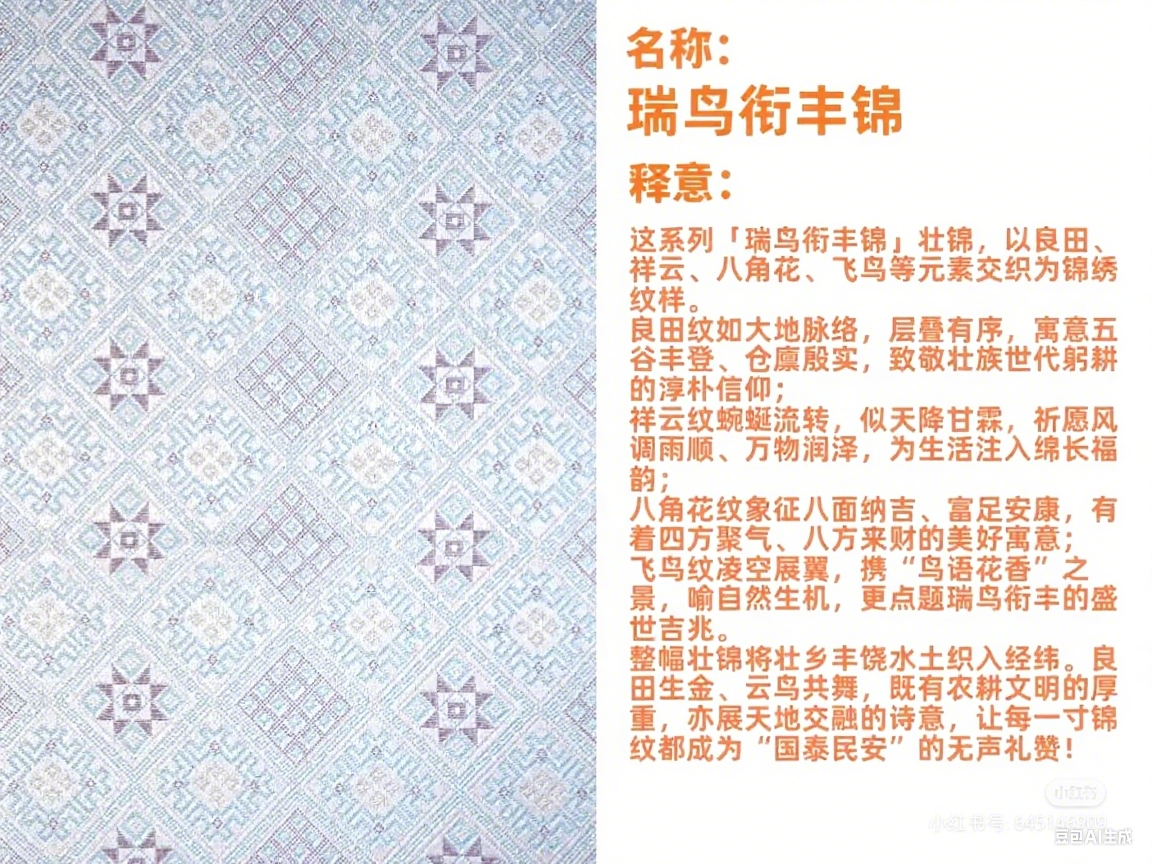 名称：
瑞鸟衔丰锦
释意：
这系列「瑞鸟衔丰锦」壮锦，以良田、
祥云、八角花、飞鸟等元素交织为锦绣
纹样。
良田纹如大地脉络，层叠有序，寓意五
谷丰登、仓廪殷实，致敬壮族世代躬耕
的淳朴信仰；
祥云纹蜿蜒流转，似天降甘霖，祈愿风
调雨顺、万物润泽，为生活注入绵长福
韵；
八角花纹象征八面纳吉、富足安康，有
着四方聚气、八方来财的美好寓意；
飞鸟纹凌空展翼，携“鸟语花香”之
景，喻自然生机，更点题瑞鸟衔丰的盛
世吉兆。
整幅壮锦将壮乡丰饶水土织入经纬。良
田生金、云鸟共舞，既有农耕文明的厚
重，亦展天地交融的诗意，让每一寸锦
纹都成为“国泰民安”的无声礼赞！
小红书
小红书号:
豆包AI生成